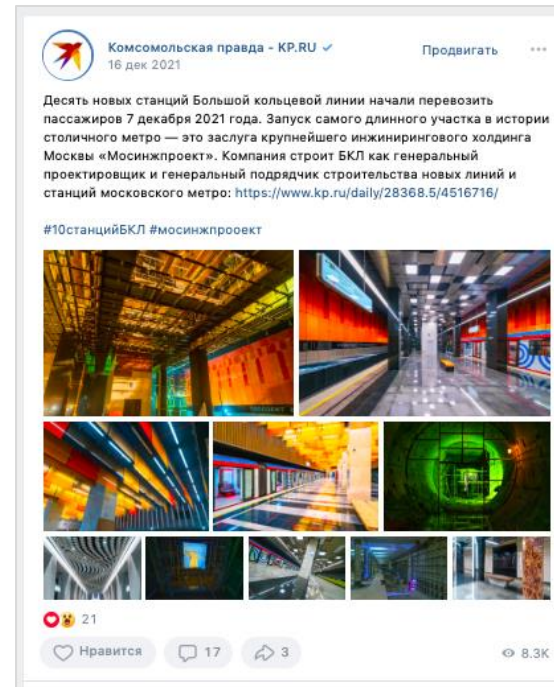 Комсомольская правда - KP.RU
Продвигать
16 дек 2021
Десять новых станций Большой кольцевой линии начали перевозить
пассажиров 7 декабря 2021 года. Запуск самого длинного участка в истории
столичного метро — это заслуга крупнейшего инжинирингового холдинга
Москвы «Мосинжпроект». Компания строит БКЛ как генеральный
проектировщик и генеральный подрядчик строительства новых линий и
станций московского метро: https://www.kp.ru/daily/28368.5/4516716/
#10станцийБКЛ #мосинжпрооект
21
Нравится
17
3
8.3K